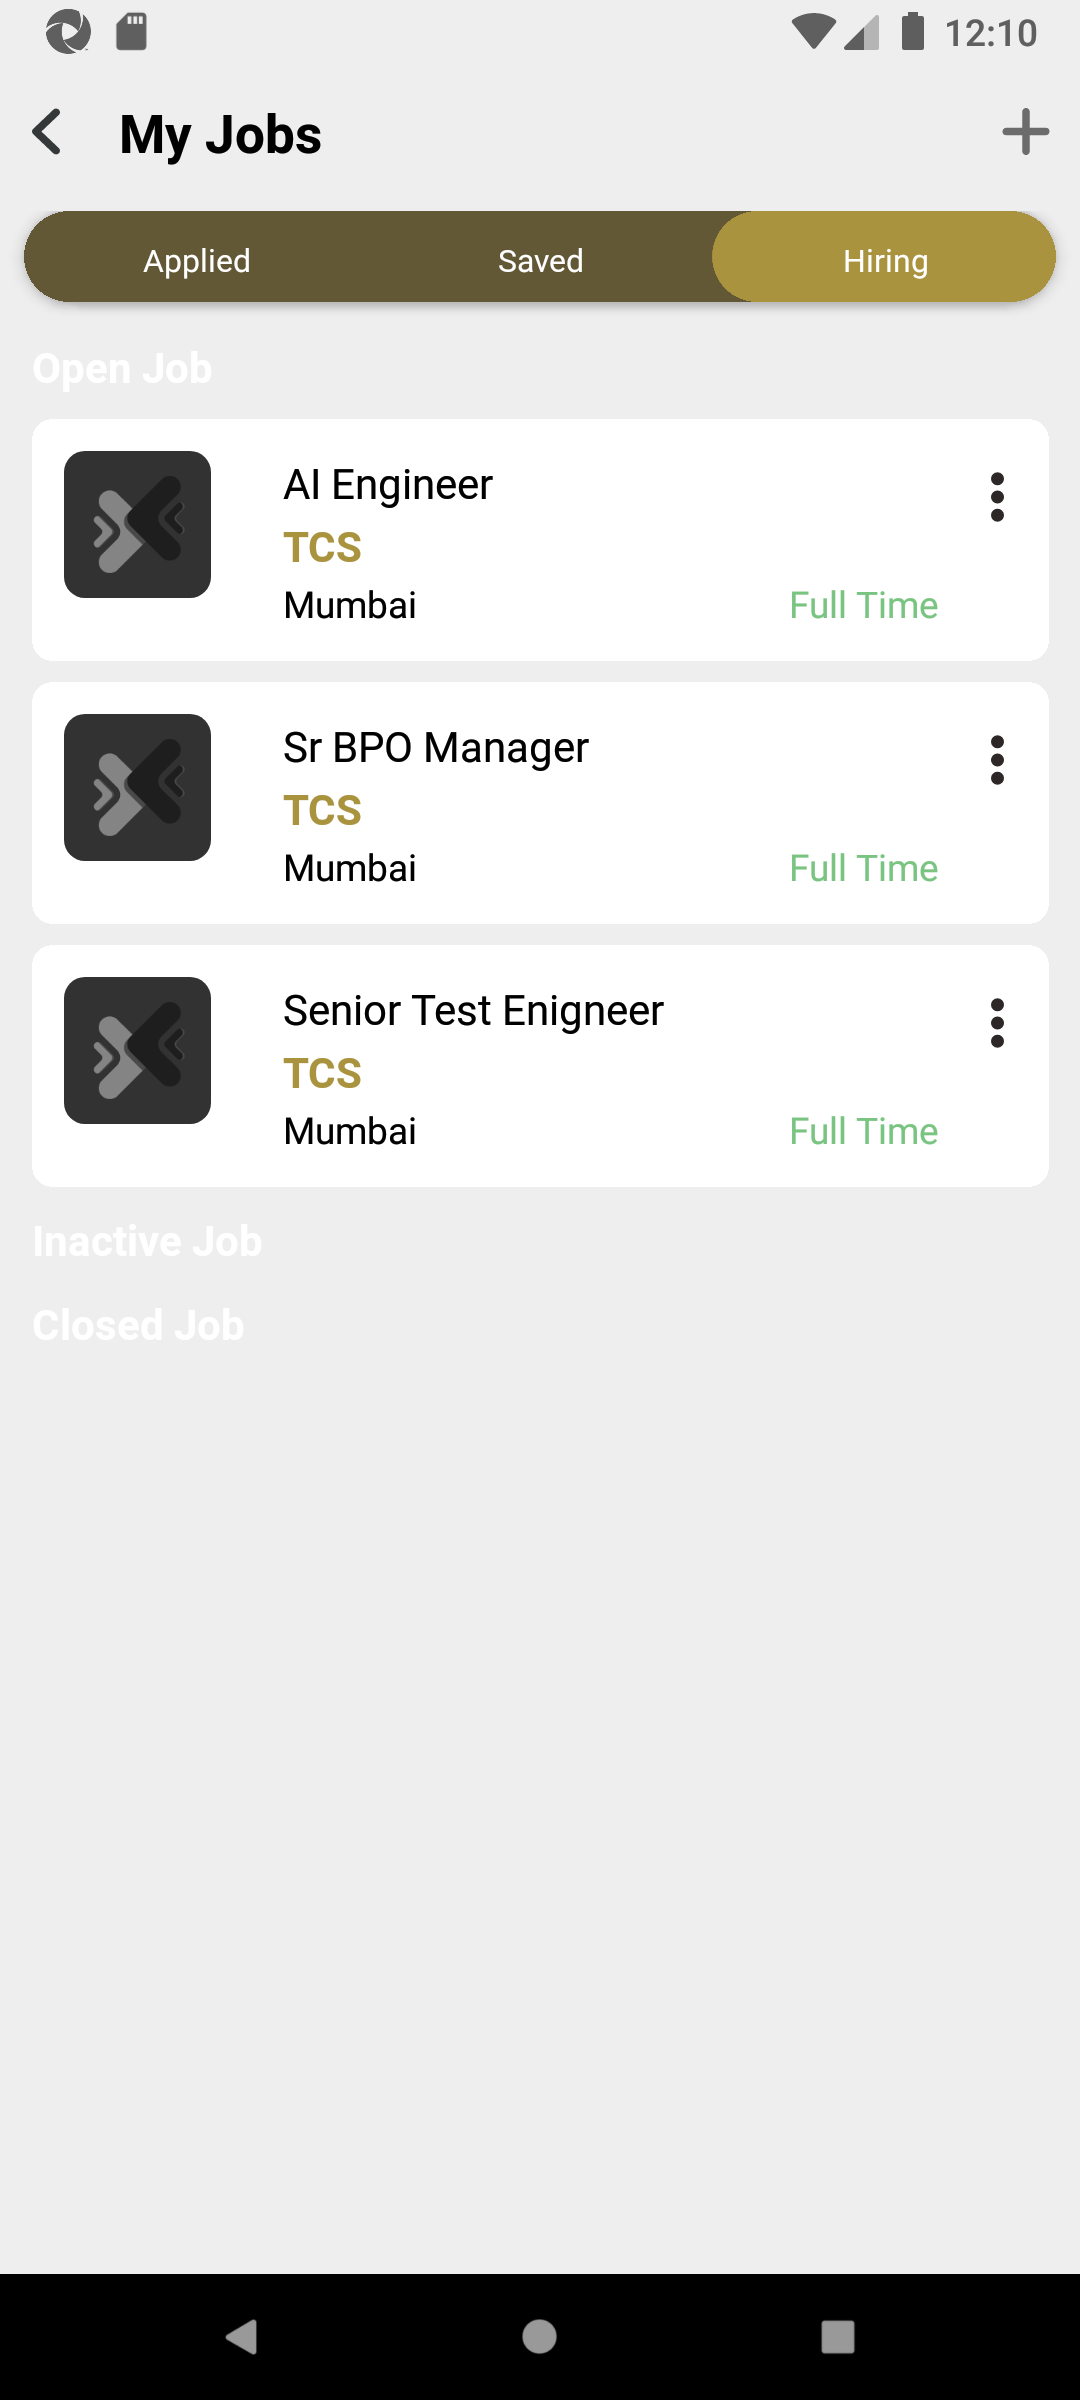 12:10
My Jobs
Applied Saved Hiring
Open Job
AI Engineer
TCS
Mumbai Full Time
Sr BPO Manager
TCS
Mumbai Full Time
Senior Test Enigneer
TCS
Mumbai Full Time
Inactive Job
Closed Job